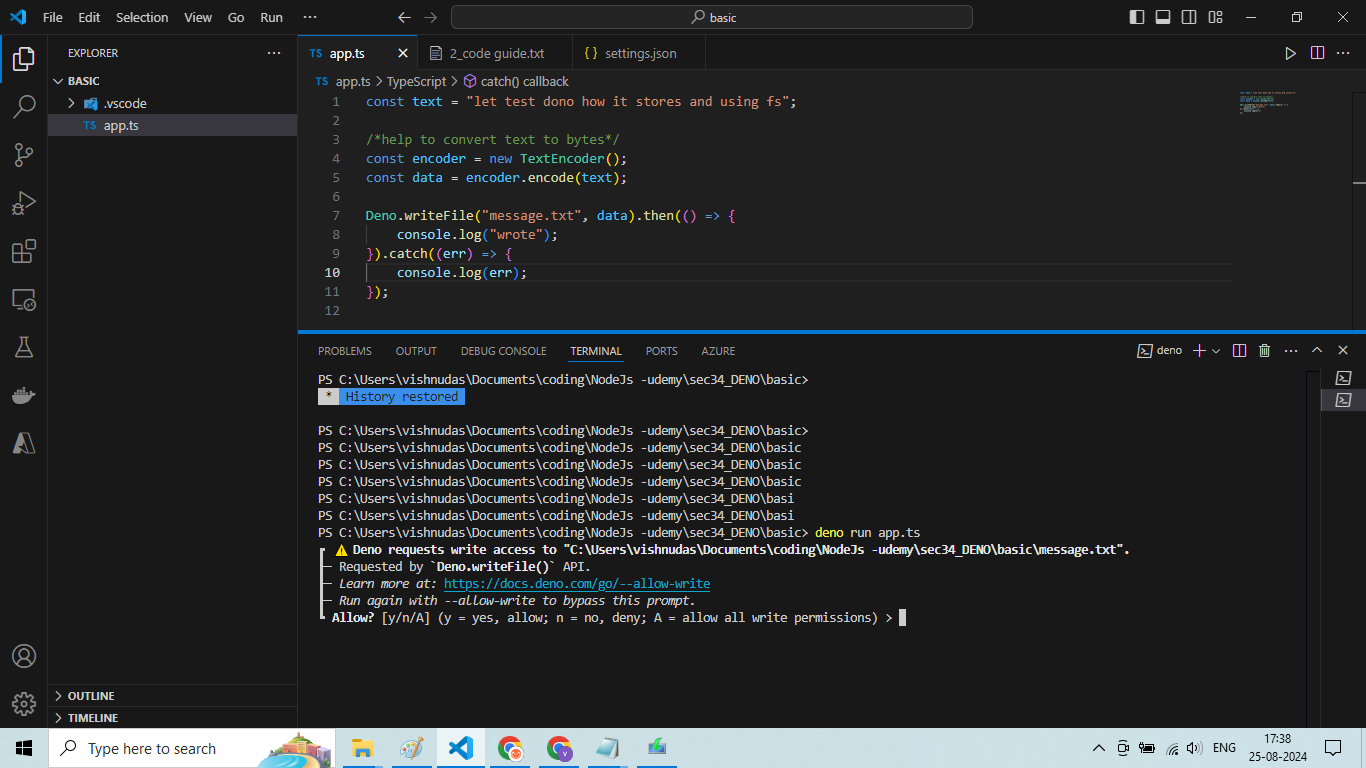 File Edit Selection View Go Run ···
basic
EXPLORER
BASIC
.vscode
TS app.ts
OUTLINE
TIMELINE
TS app.ts
2_code guide.txt
{} settings.json
TS app.ts > TypeScript > catch() callback
1 const text = "let test dono how it stores and using fs";
2
3 /*help to convert text to bytes*/
4 const encoder = new TextEncoder();
5 const data = encoder.encode(text);
6
7 Deno.writeFile("message.txt", data).then(() => {
8 console.log("wrote");
9 }).catch((err) => {
10 console.log(err);
11 });
12
PROBLEMS OUTPUT DEBUG CONSOLE TERMINAL PORTS AZURE
deno
PS C:\Users\vishnudas\Documents\coding\NodeJs -udemy\sec34_DENO\basic>
* History restored
PS C:\Users\vishnudas\Documents\coding\NodeJs -udemy\sec34_DENO\basic>
PS C:\Users\vishnudas\Documents\coding\NodeJs -udemy\sec34_DENO\basic
PS C:\Users\vishnudas\Documents\coding\NodeJs -udemy\sec34_DENO\basic
PS C:\Users\vishnudas\Documents\coding\NodeJs -udemy\sec34_DENO\basic
PS C:\Users\vishnudas\Documents\coding\NodeJs -udemy\sec34_DENO\basi
PS C:\Users\vishnudas\Documents\coding\NodeJs -udemy\sec34_DENO\basi
PS C:\Users\vishnudas\Documents\coding\NodeJs -udemy\sec34_DENO\basic> deno run app.ts
Deno requests write access to "C:\Users\vishnudas\Documents\coding\NodeJs -udemy\sec34_DENO\basic\message.txt".
Requested by `Deno.writeFile()` API.
Learn more at: https://docs.deno.com/go/--allow-write
Run again with --allow-write to bypass this prompt.
Allow? [y/n/A] (y = yes, allow; n = no, deny; A = allow all write permissions) >
Type here to search
V
ENG
17:38
25-08-2024